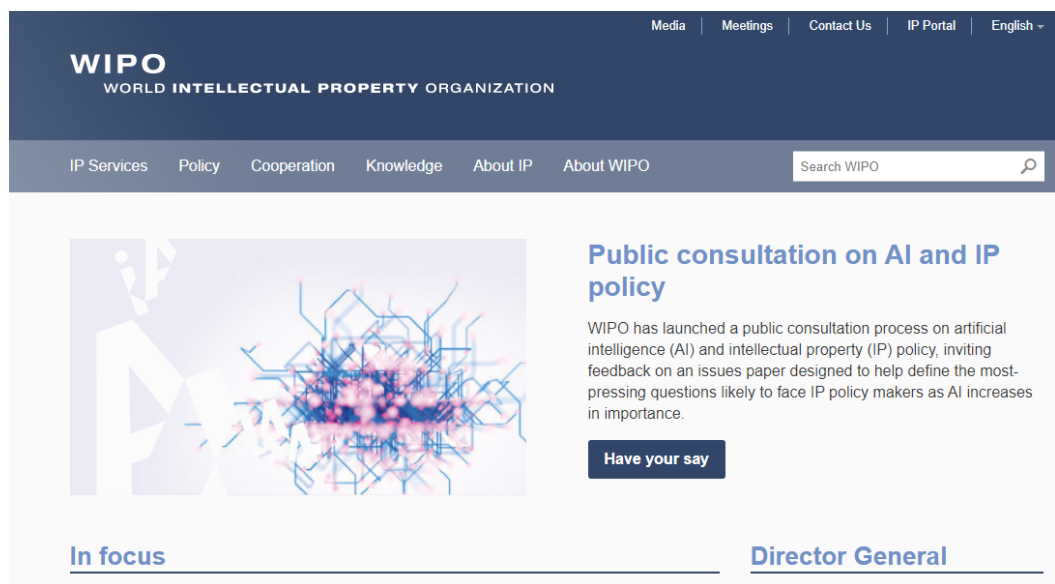 Media
Meetings
Contact Us
IP Portal
English
WIPO
WORLD INTELLECTUAL PROPERTY ORGANIZATION
IP Services
Policy
Cooperation
Knowledge
About IP
About WIPO
Search WIPO
Public consultation on AI and IP
policy
WIPO has launched a public consultation process on artificial
intelligence (AI) and intellectual property (IP) policy, inviting
feedback on an issues paper designed to help define the most-
pressing questions likely to face IP policy makers as AI increases
in importance.
Have your say
In focus
Director General